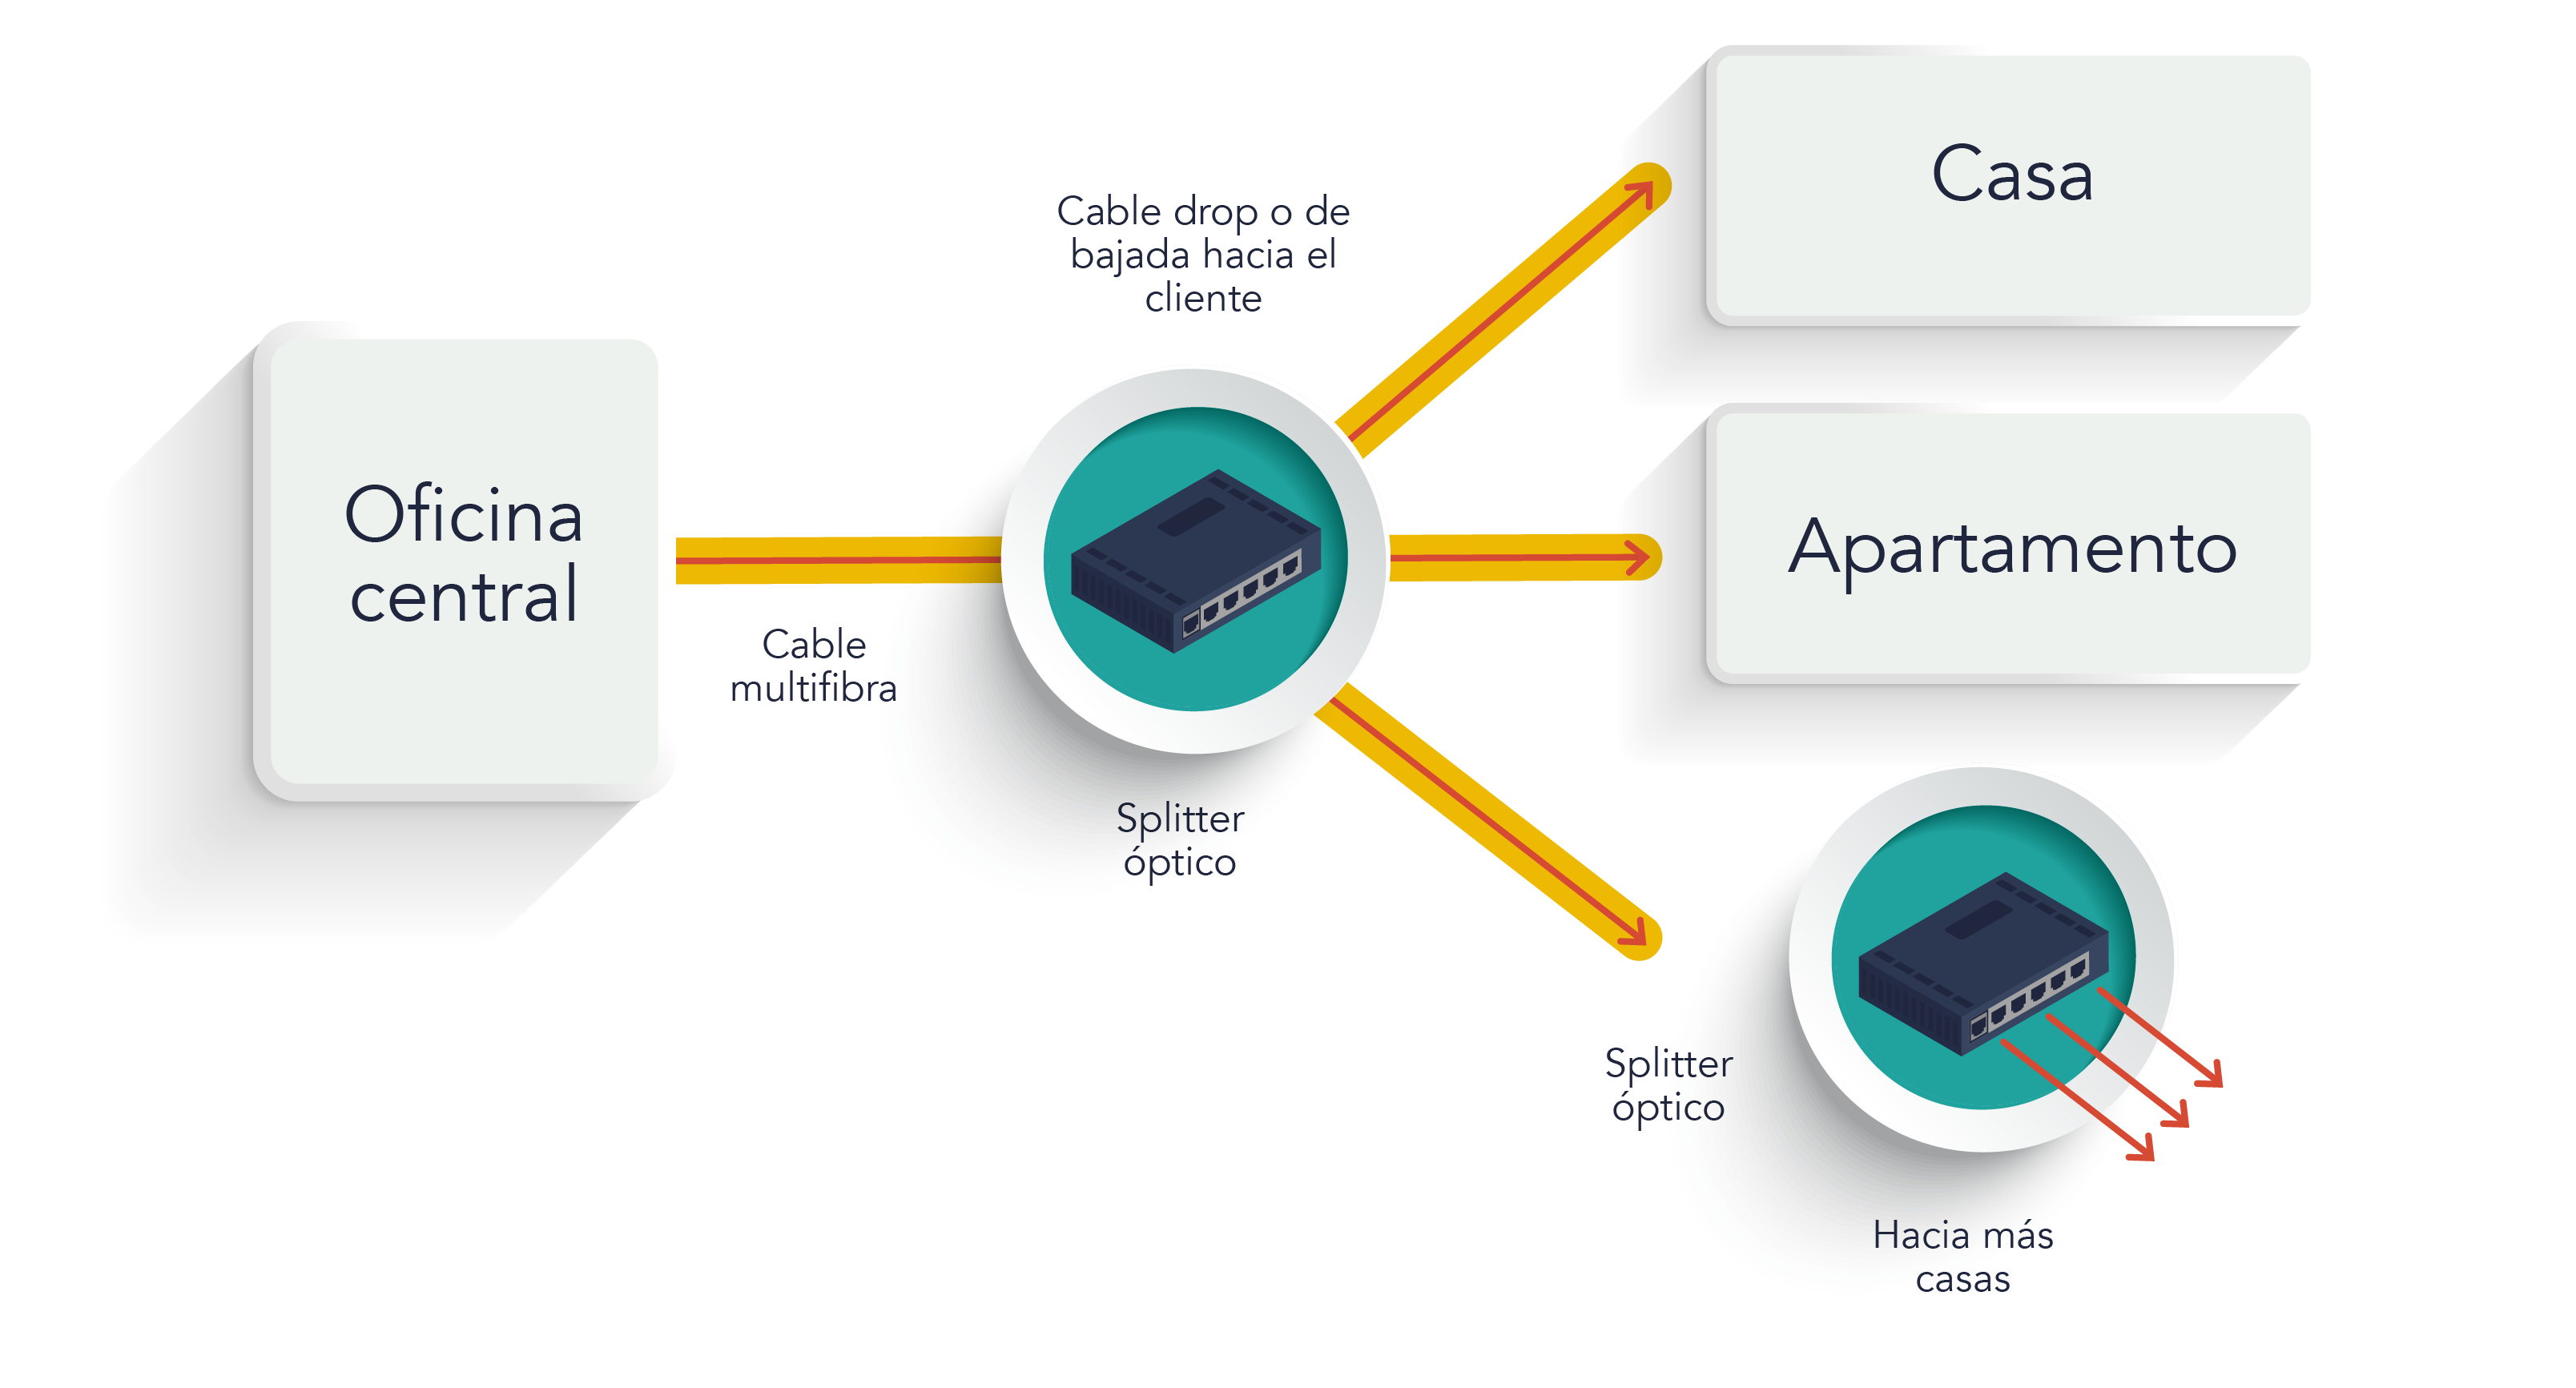 Oficina
central
Cable
multifibra
Cable drop o de
bajada hacia el
cliente
Splitter
óptico
Casa
Apartamento
Splitter
óptico
Hacia más
casas